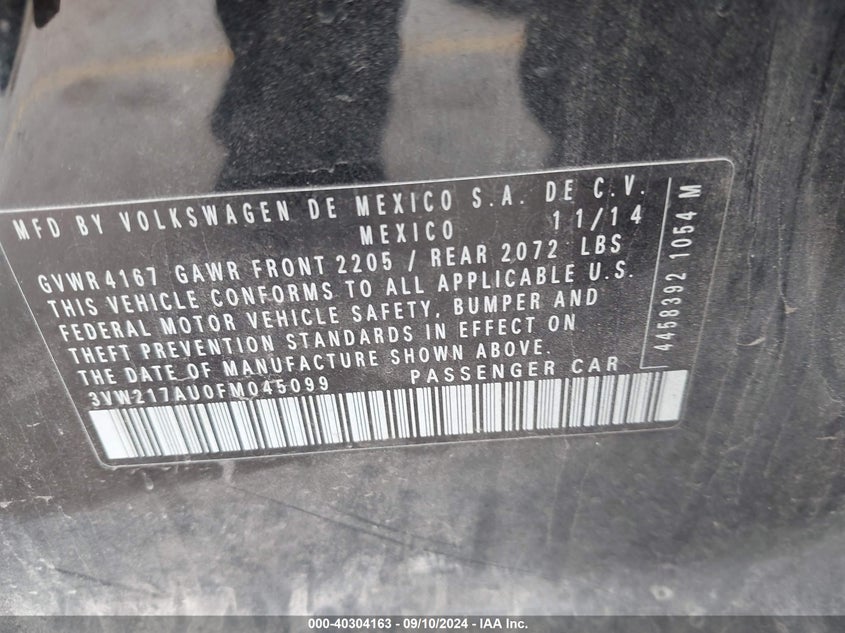 MFD BY VOLKSWAGEN DE MEXICO S.A. DE C.V.
MEXICO 11/14
GVWR4167 GAWR FRONT 2205 / REAR 2072 LBS
THIS VEHICLE CONFORMS TO ALL APPLICABLE U.S.
FEDERAL MOTOR VEHICLE SAFETY, BUMPER AND
THEFT PREVENTION STANDARDS IN EFFECT ON
THE DATE OF MANUFACTURE SHOWN ABOVE.
3VW217AU0FM045099 PASSENGER CAR
4458392 1054 M
000-40304163 - 09/10/2024 - IAA Inc.